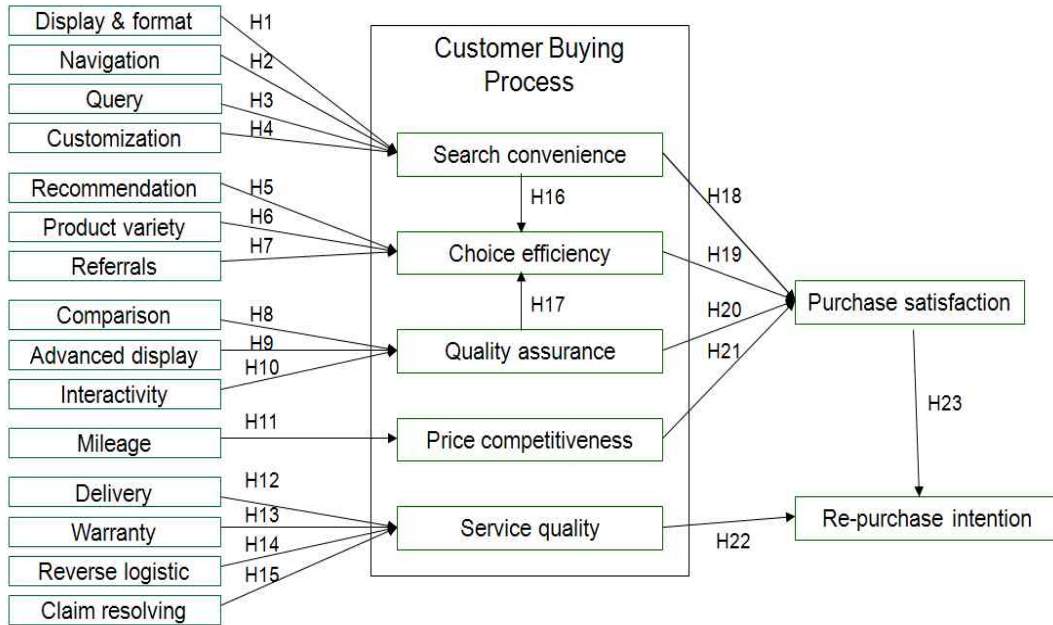 Display & format
H1
Navigation
H2
Query
H3
Customization
H4
Recommendation
H5
Product variety
H6
Referrals
H7
Comparison
H8
Advanced display
H9
Interactivity
H10
Mileage
H11
Delivery
H12
Warranty
H13
Reverse logistic
H14
Claim resolving
H15
Customer Buying
Process
Search convenience
H16
Choice efficiency
H17
Quality assurance
Price competitiveness
Service quality
H18
H19
H20
H21
H22
Purchase satisfaction
H23
Re-purchase intention